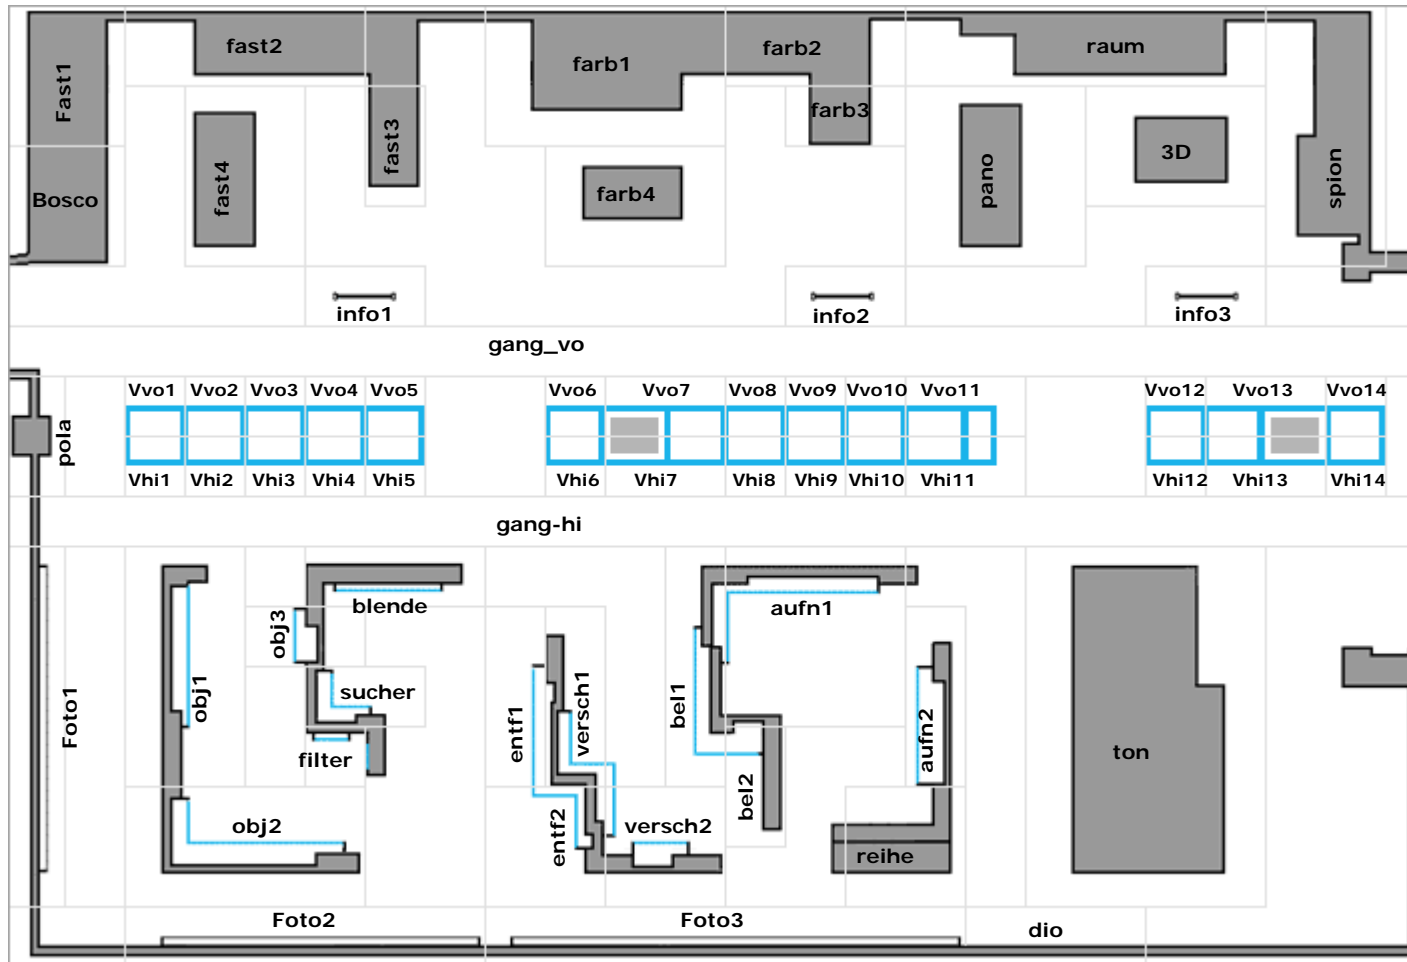 fast2
farb1
farb2
raum
Fast1
farb3
fast3
3D
fast4
farb4
pano
spion
Bosco
info1
info2
info3
gang_vo
Vvo1 Vvo2 Vvo3 Vvo4 Vvo5 Vvo6 Vvo7 Vvo8 Vvo9 Vvo10 Vvo11 Vvo12 Vvo13 Vvo14
pola
Vhi1 Vhi2 Vhi3 Vhi4 Vhi5 Vhi6 Vhi7 Vhi8 Vhi9 Vhi10 Vhi11 Vhi12 Vhi13 Vhi14
gang-hi
blende
aufn1
obj3
sucher
obj1
Foto1
entf1
versch1
bel1
aufn2
ton
filter
bel2
obj2
entf2
versch2
reihe
Foto2
Foto3
dio